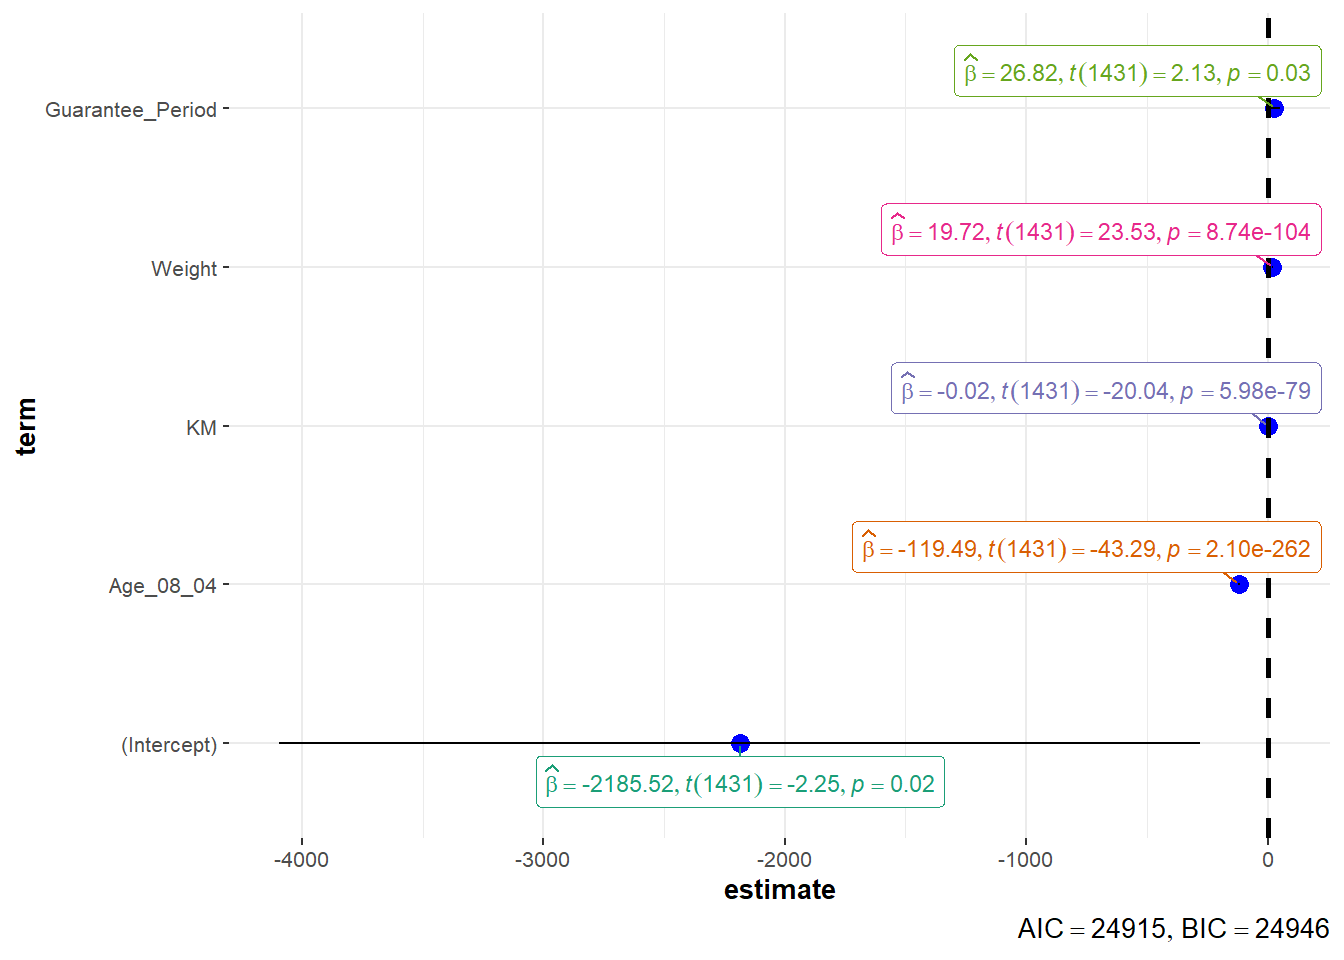 β̂ = 26.82, t(1431) = 2.13, p = 0.03
Guarantee_Period
β̂ = 19.72, t(1431) = 23.53, p = 8.74e-104
Weight
β̂ = -0.02, t(1431) = -20.04, p = 5.98e-79
KM
term
β̂ = -119.49, t(1431) = -43.29, p = 2.10e-262
Age_08_04
(Intercept)
β̂ = -2185.52, t(1431) = -2.25, p = 0.02
-4000 -3000 -2000 -1000 0
estimate
AIC = 24915, BIC = 24946